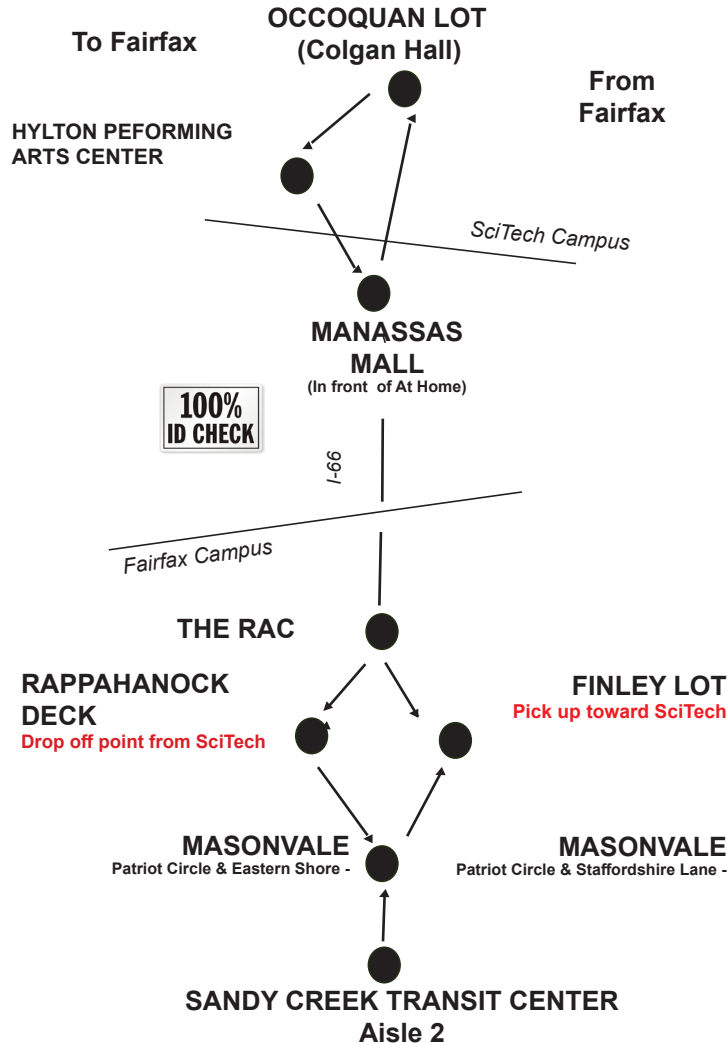 OCCOQUAN LOT
(Colgan Hall)
To Fairfax
From
Fairfax
HYLTON PEFORMING
ARTS CENTER
SciTech Campus
MANASSAS
MALL
(In front of At Home)
100%
ID CHECK
I-66
Fairfax Campus
THE RAC
RAPPAHANOCK
DECK
Drop off point from SciTech
FINLEY LOT
Pick up toward SciTech
MASONVALE
Patriot Circle & Eastern Shore -
MASONVALE
Patriot Circle & Staffordshire Lane -
SANDY CREEK TRANSIT CENTER
Aisle 2